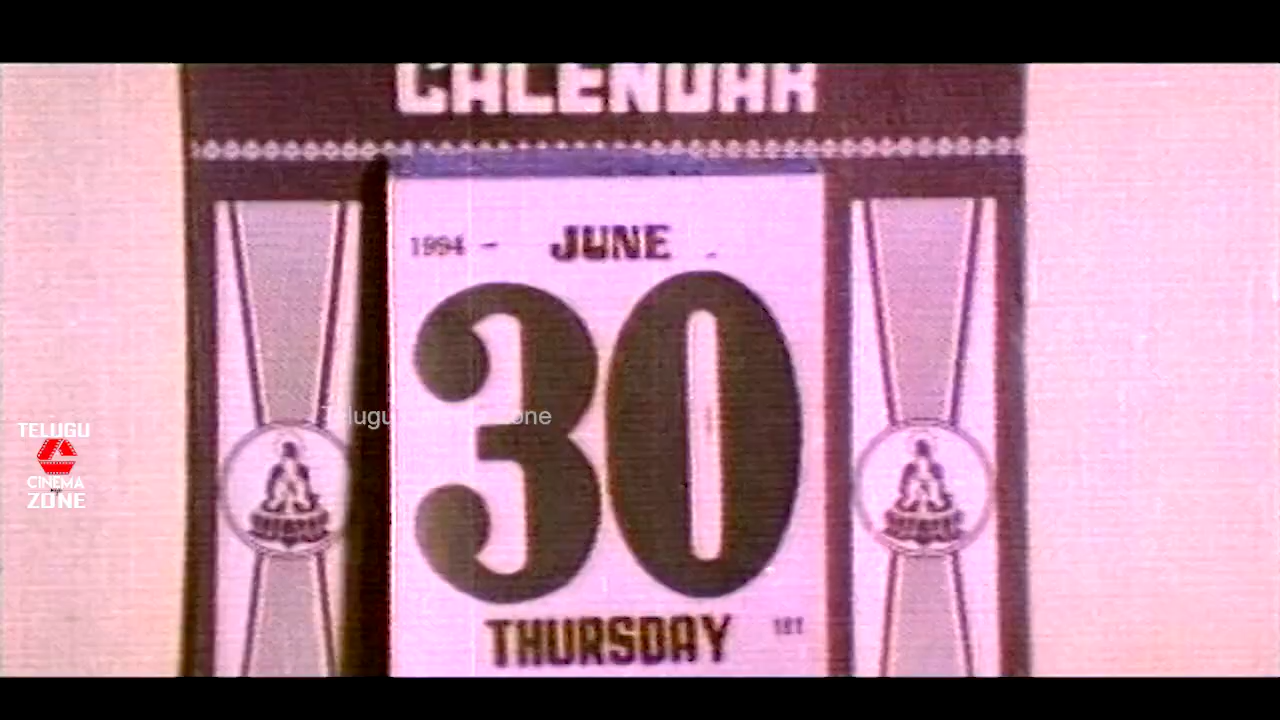 CALENDAR
1994 - JUNE
30
THURSDAY 181
TELUGU
CINEMA
ZONE